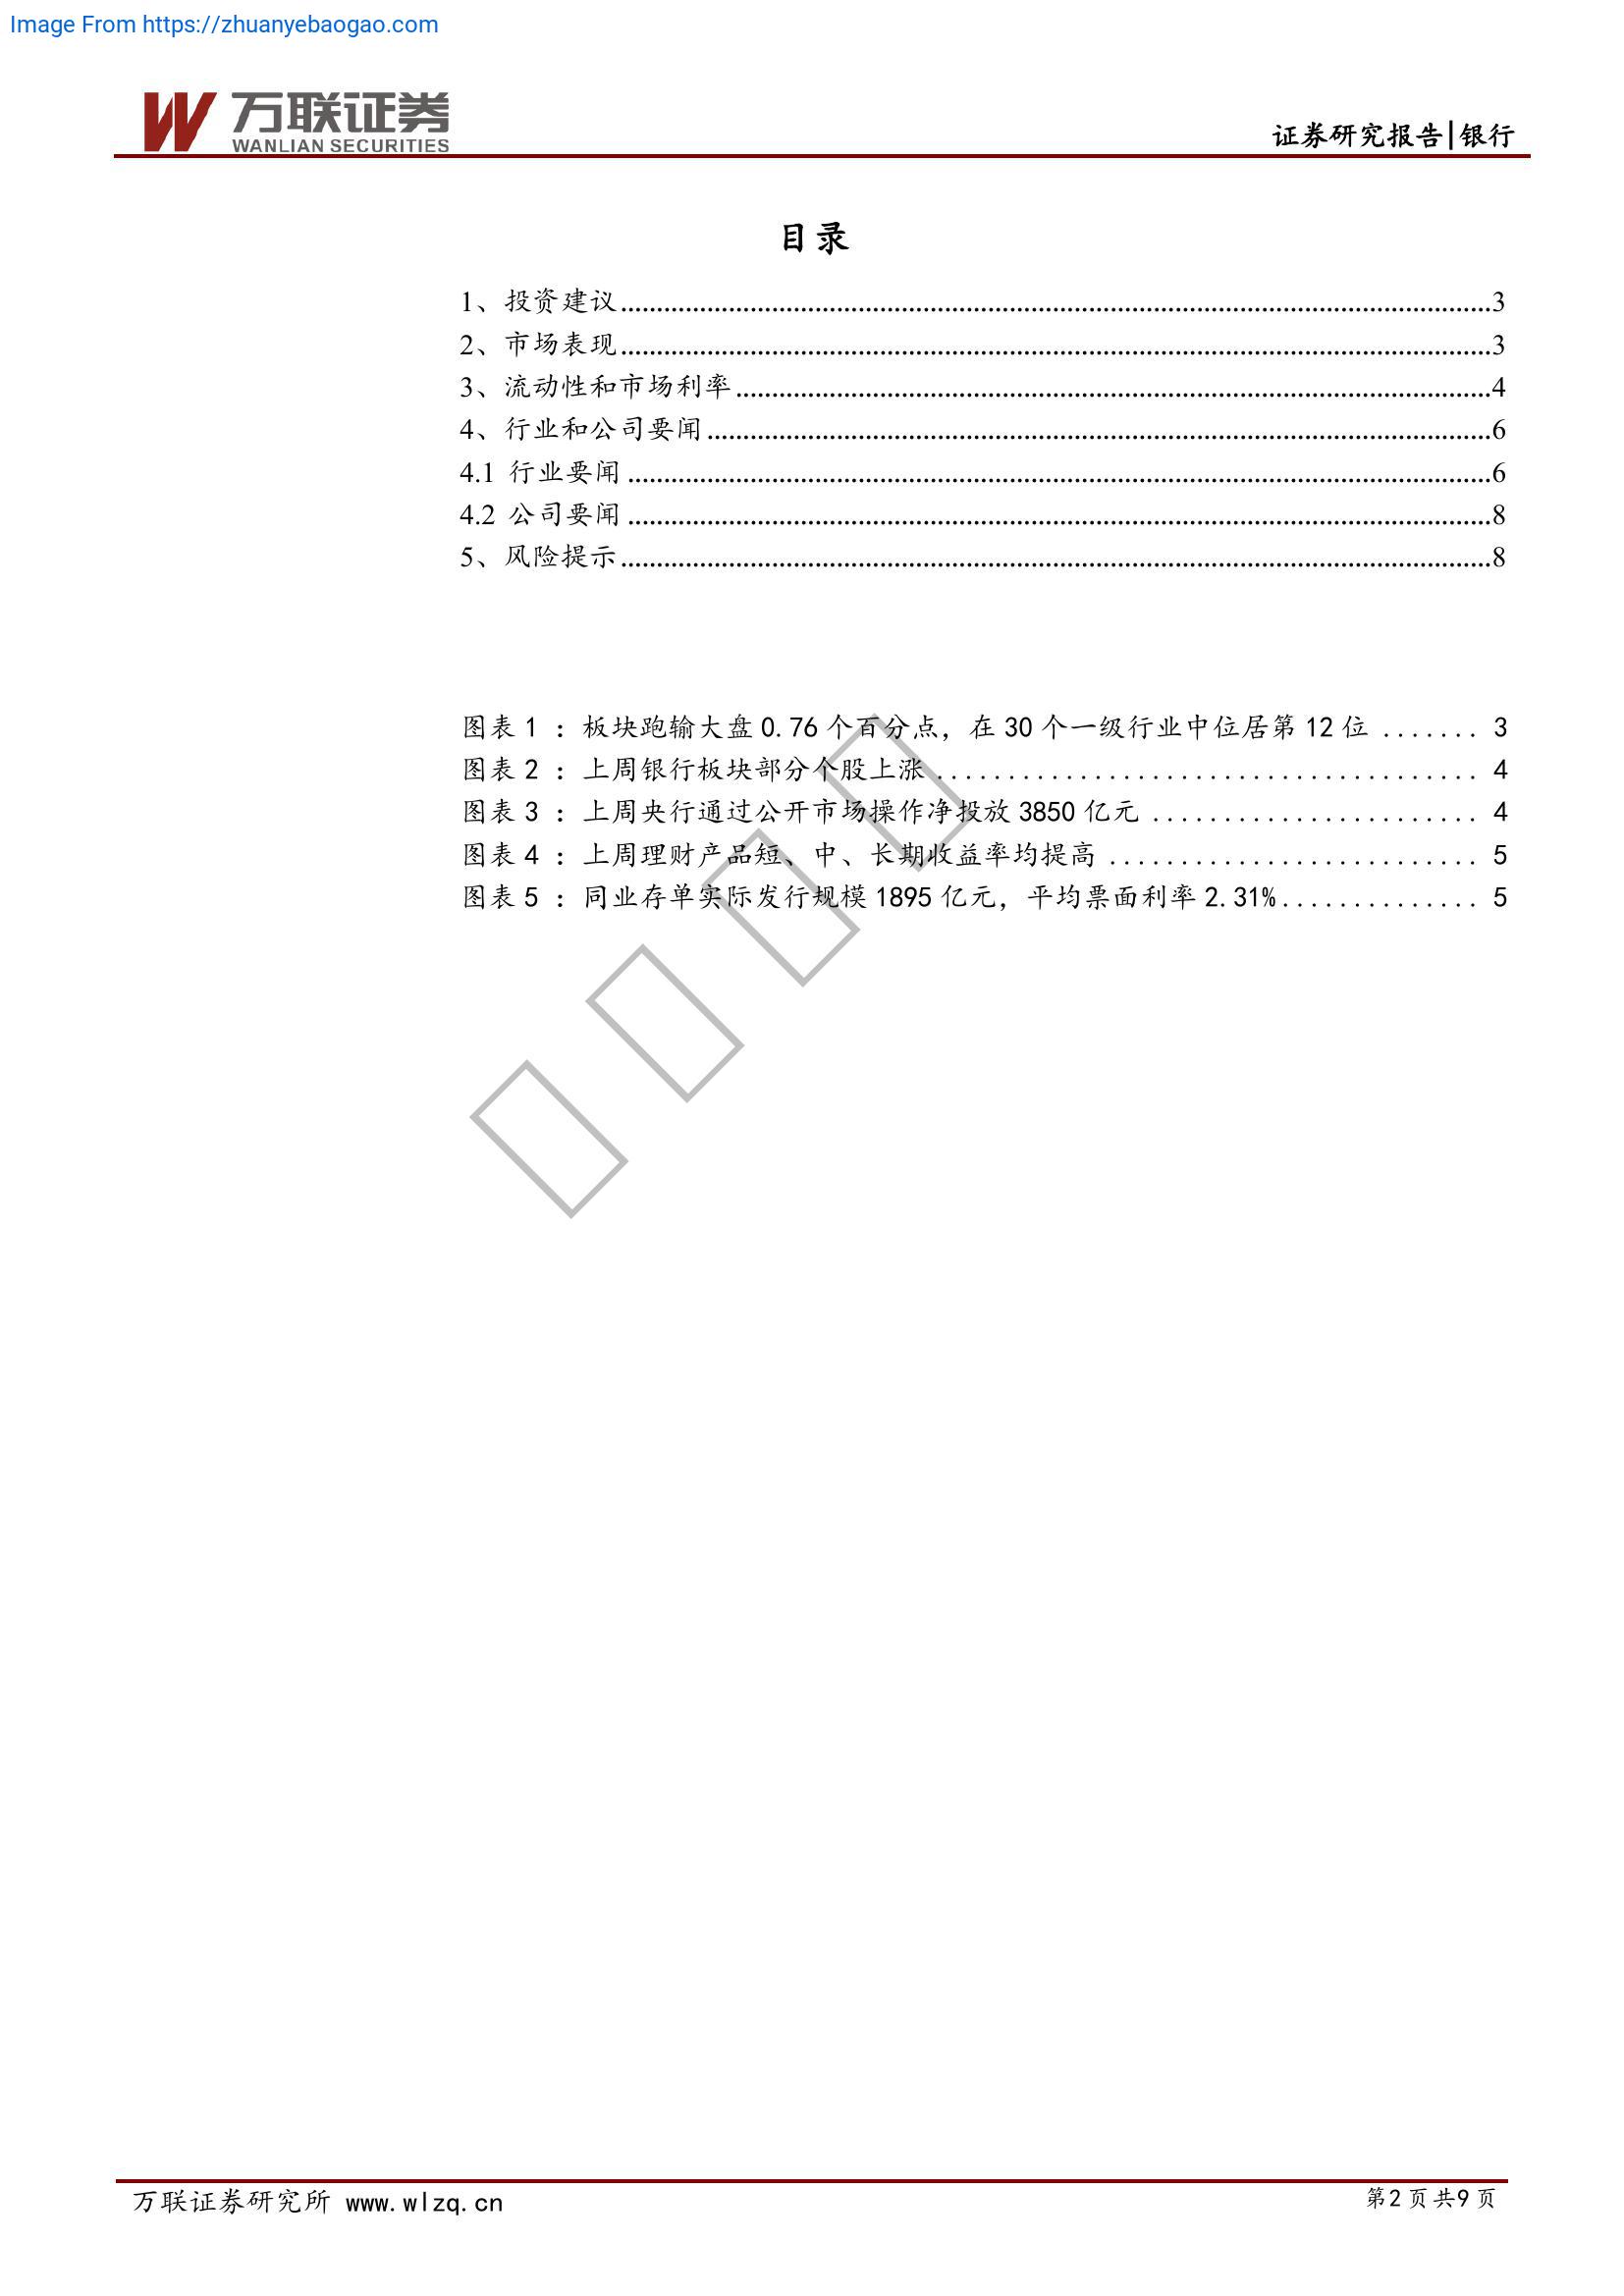 Image From https://zhuanyebaogao.com
万联证券
WANLIAN SECURITIES
证券研究报告|银行
目录
1、投资建议........................................................................................................................3
2、市场表现........................................................................................................................3
3、流动性和市场利率........................................................................................................4
4、行业和公司要闻............................................................................................................6
4.1 行业要闻.......................................................................................................................6
4.2 公司要闻.......................................................................................................................8
5、风险提示........................................................................................................................8
图表 1 ：板块跑输大盘 0.76 个百分点，在 30 个一级行业中位居第 12 位 ....... 3
图表 2 ：上周银行板块部分个股上涨 ...................................... 4
图表 3 ：上周央行通过公开市场操作净投放 3850 亿元 ....................... 4
图表 4 ：上周理财产品短、中、长期收益率均提高 .......................... 5
图表 5 ：同业存单实际发行规模 1895 亿元，平均票面利率 2.31%.............. 5
万联证券研究所 www.wlzq.cn
第2页共9页